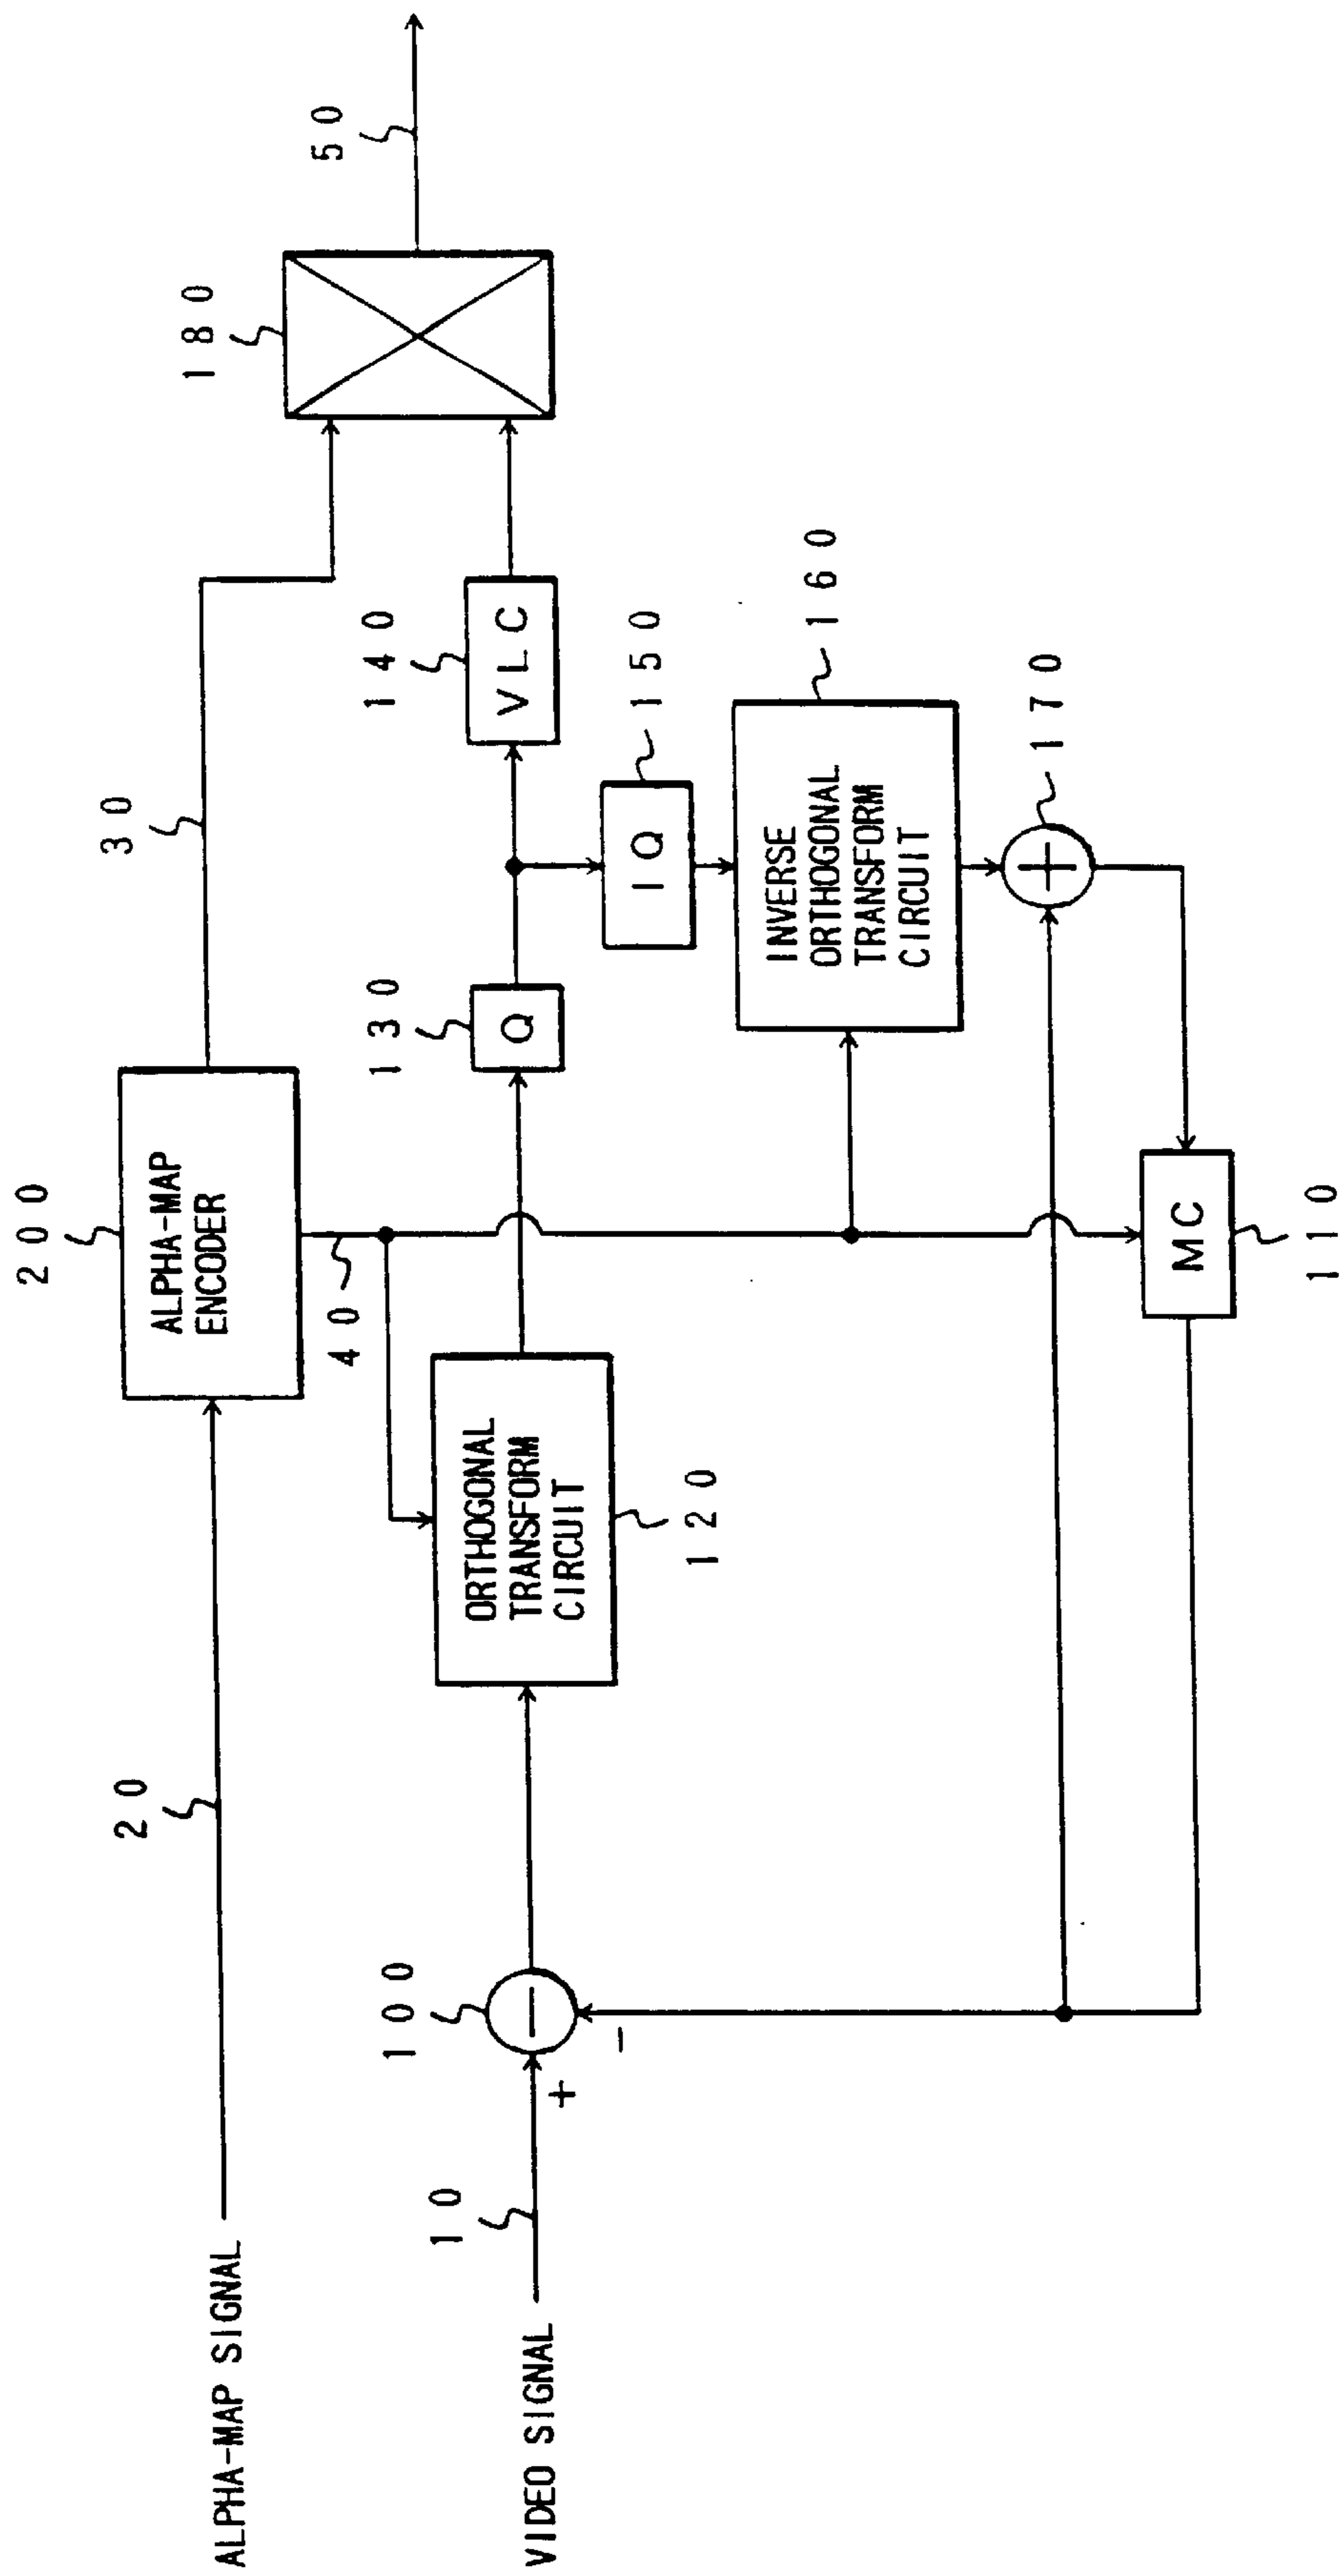 ALPHA-MAP SIGNAL
20
200
ALPHA-MAP
ENCODER
30
40
180
50
VIDEO SIGNAL
10
+
-
100
ORTHOGONAL
TRANSFORM
CIRCUIT
120
130
Q
140
VLC
IQ
150
INVERSE
ORTHOGONAL
TRANSFORM
CIRCUIT
160
170
MC
110